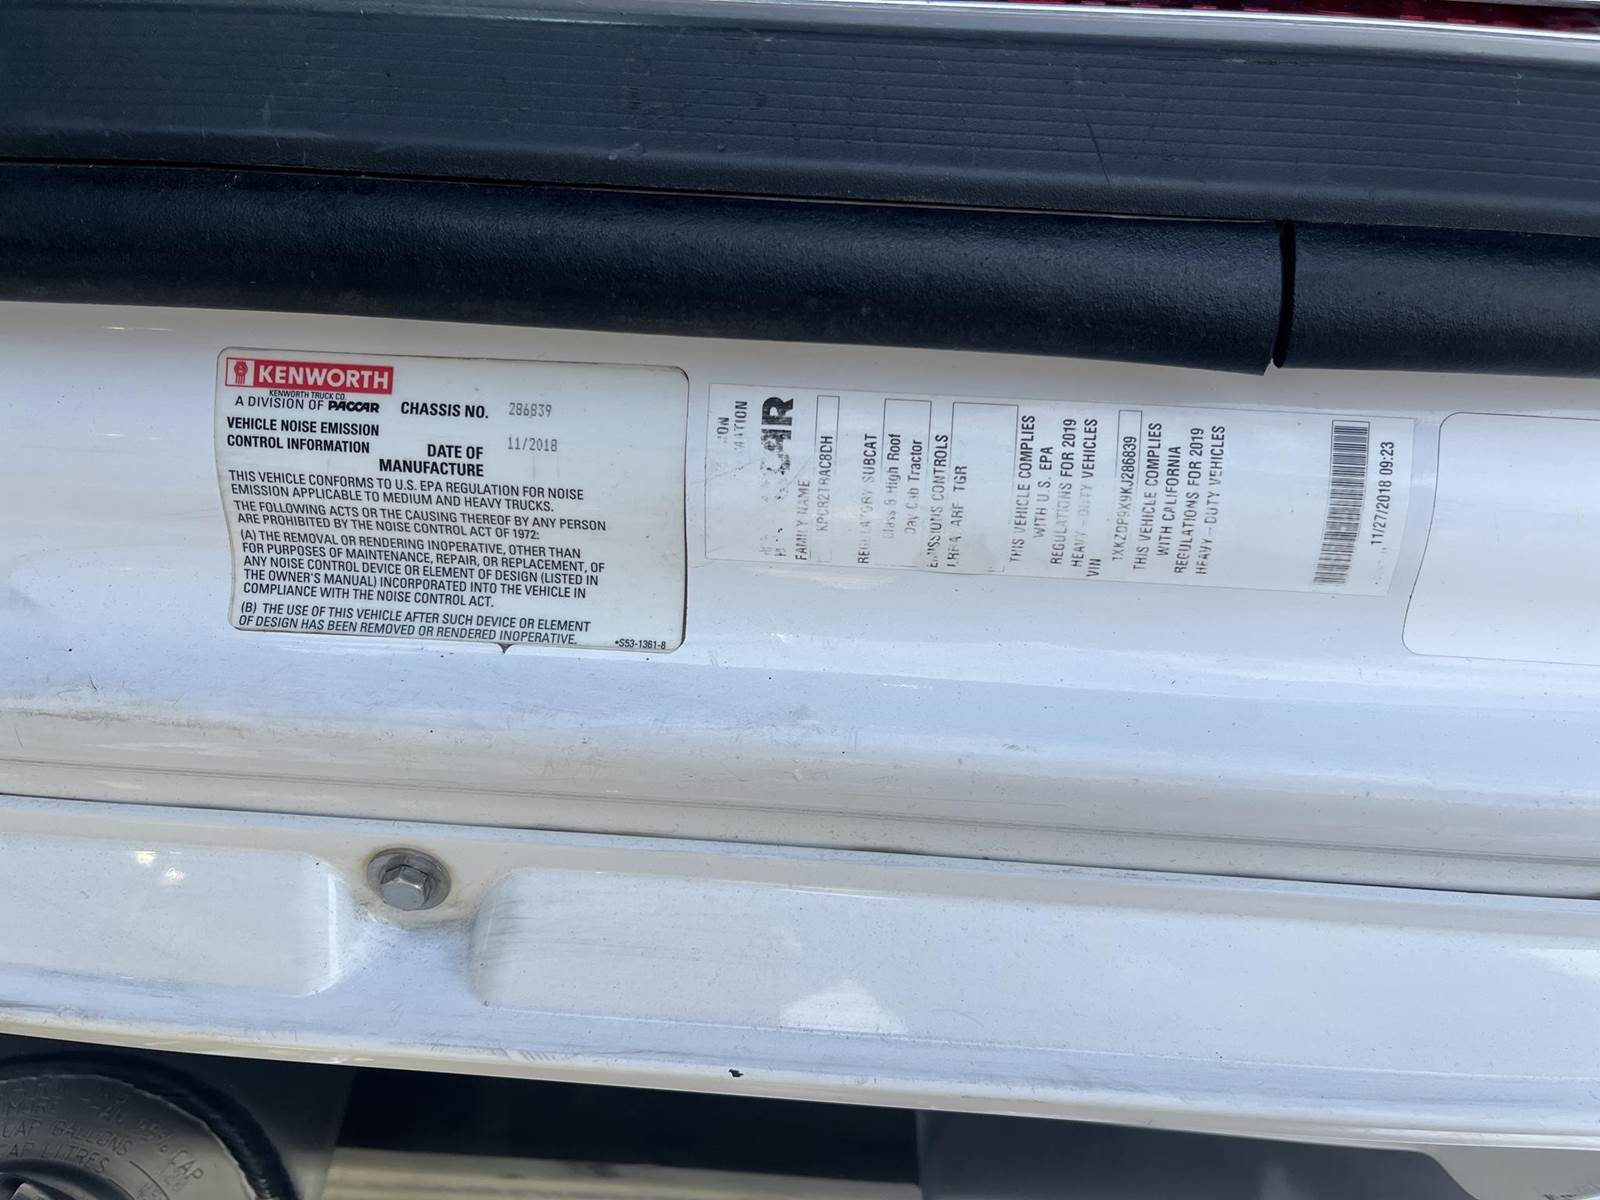 KENWORTH
KENWORTH TRUCK CO.
A DIVISION OF PACCAR
CHASSIS NO. 286839
VEHICLE NOISE EMISSION
CONTROL INFORMATION
DATE OF
MANUFACTURE
11/2018
THIS VEHICLE CONFORMS TO U.S. EPA REGULATION FOR NOISE
EMISSION APPLICABLE TO MEDIUM AND HEAVY TRUCKS.
THE FOLLOWING ACTS OR THE CAUSING THEREOF BY ANY PERSON
ARE PROHIBITED BY THE NOISE CONTROL ACT OF 1972:
(A) THE REMOVAL OR RENDERING INOPERATIVE, OTHER THAN
FOR PURPOSES OF MAINTENANCE, REPAIR, OR REPLACEMENT, OF
ANY NOISE CONTROL DEVICE OR ELEMENT OF DESIGN (LISTED IN
THE OWNER'S MANUAL) INCORPORATED INTO THE VEHICLE IN
COMPLIANCE WITH THE NOISE CONTROL ACT.
(B) THE USE OF THIS VEHICLE AFTER SUCH DEVICE OR ELEMENT
OF DESIGN HAS BEEN REMOVED OR RENDERED INOPERATIVE.
*S53-1361-8
FAMILY NAME
KPCR2TRAC8DH
REGULATORY SUBCAT
Class 8 High Roof
Day Cab Tractor
EMISSIONS CONTROLS
ARF TGR
THIS VEHICLE COMPLIES
WITH U.S. EPA
REGULATIONS FOR 2019
HEAVY-DUTY VEHICLES
VIN
1XKZDP9X9KJ286839
THIS VEHICLE COMPLIES
WITH CALIFORNIA
REGULATIONS FOR 2019
HEAVY-DUTY VEHICLES
11/27/2018 09:23
GALLONS
CAP
LITRES